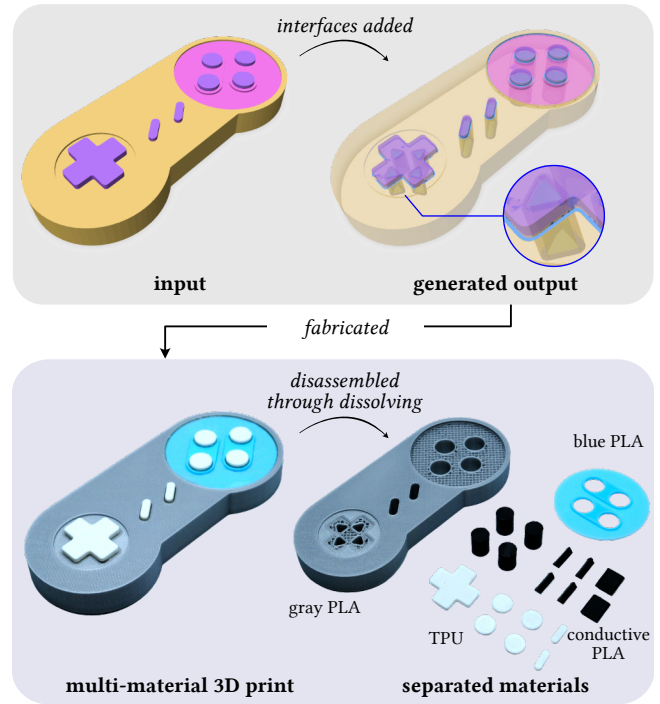 interfaces added
input
generated output
fabricated
disassembled
through dissolving
blue PLA
gray PLA
TPU
conductive
PLA
multi-material 3D print
separated materials